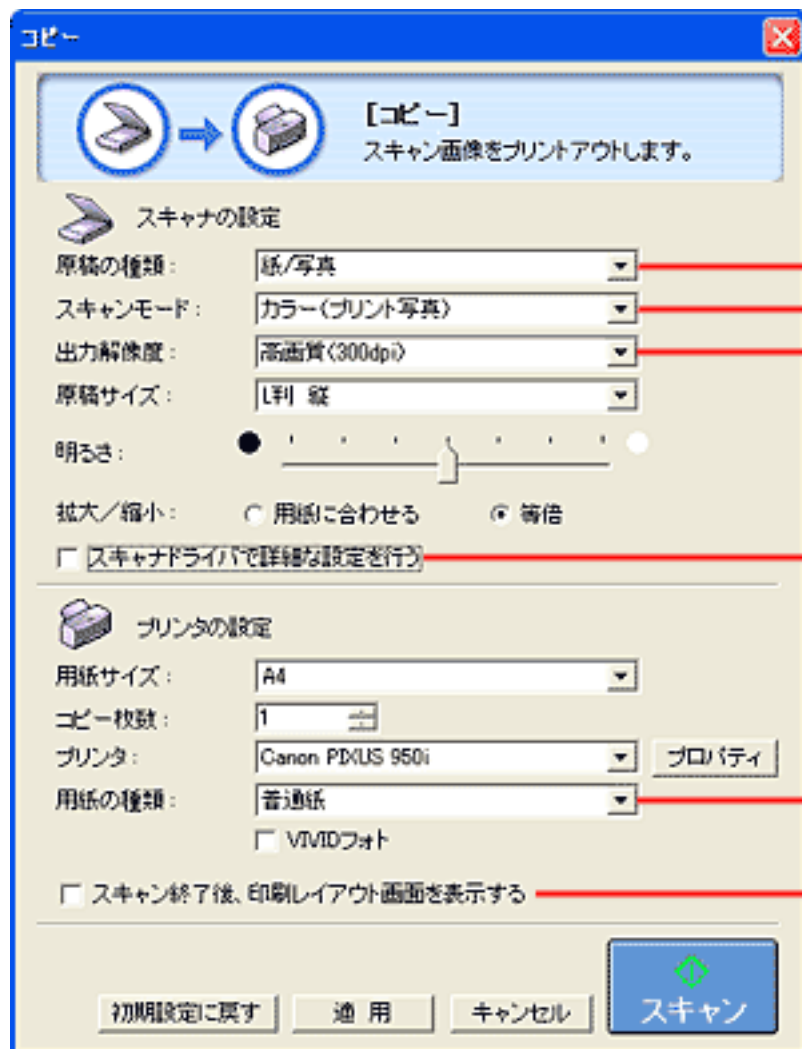 コピー
[コピー]
スキャン画像をプリントアウトします。
スキャナの設定
原稿の種類： 紙/写真
スキャンモード： カラー(プリント写真)
出力解像度： 高画質(300dpi)
原稿サイズ： L判 縦
明るさ：
拡大／縮小： 用紙に合わせる 等倍
スキャナドライバで詳細な設定を行う
プリンタの設定
用紙サイズ： A4
コピー枚数： 1
プリンタ： Canon PIXUS 950i プロパティ
用紙の種類： 普通紙
VIVIDフォト
スキャン終了後、印刷レイアウト画面を表示する
初期設定に戻す 適 用 キャンセル スキャン